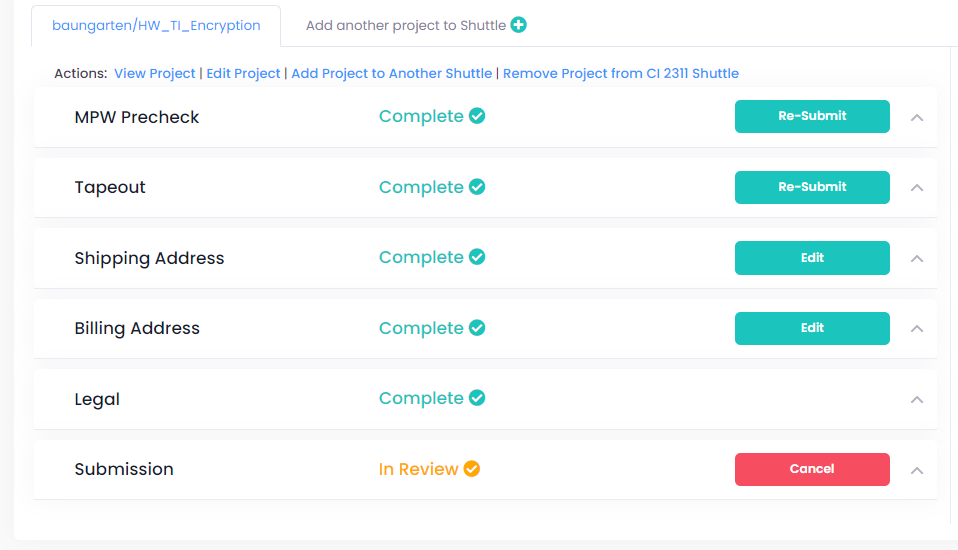 baungarten/HW_TI_Encryption Add another project to Shuttle
Actions: View Project | Edit Project | Add Project to Another Shuttle | Remove Project from CI 2311 Shuttle
MPW Precheck Complete Re-Submit
Tapeout Complete Re-Submit
Shipping Address Complete Edit
Billing Address Complete Edit
Legal Complete
Submission In Review Cancel